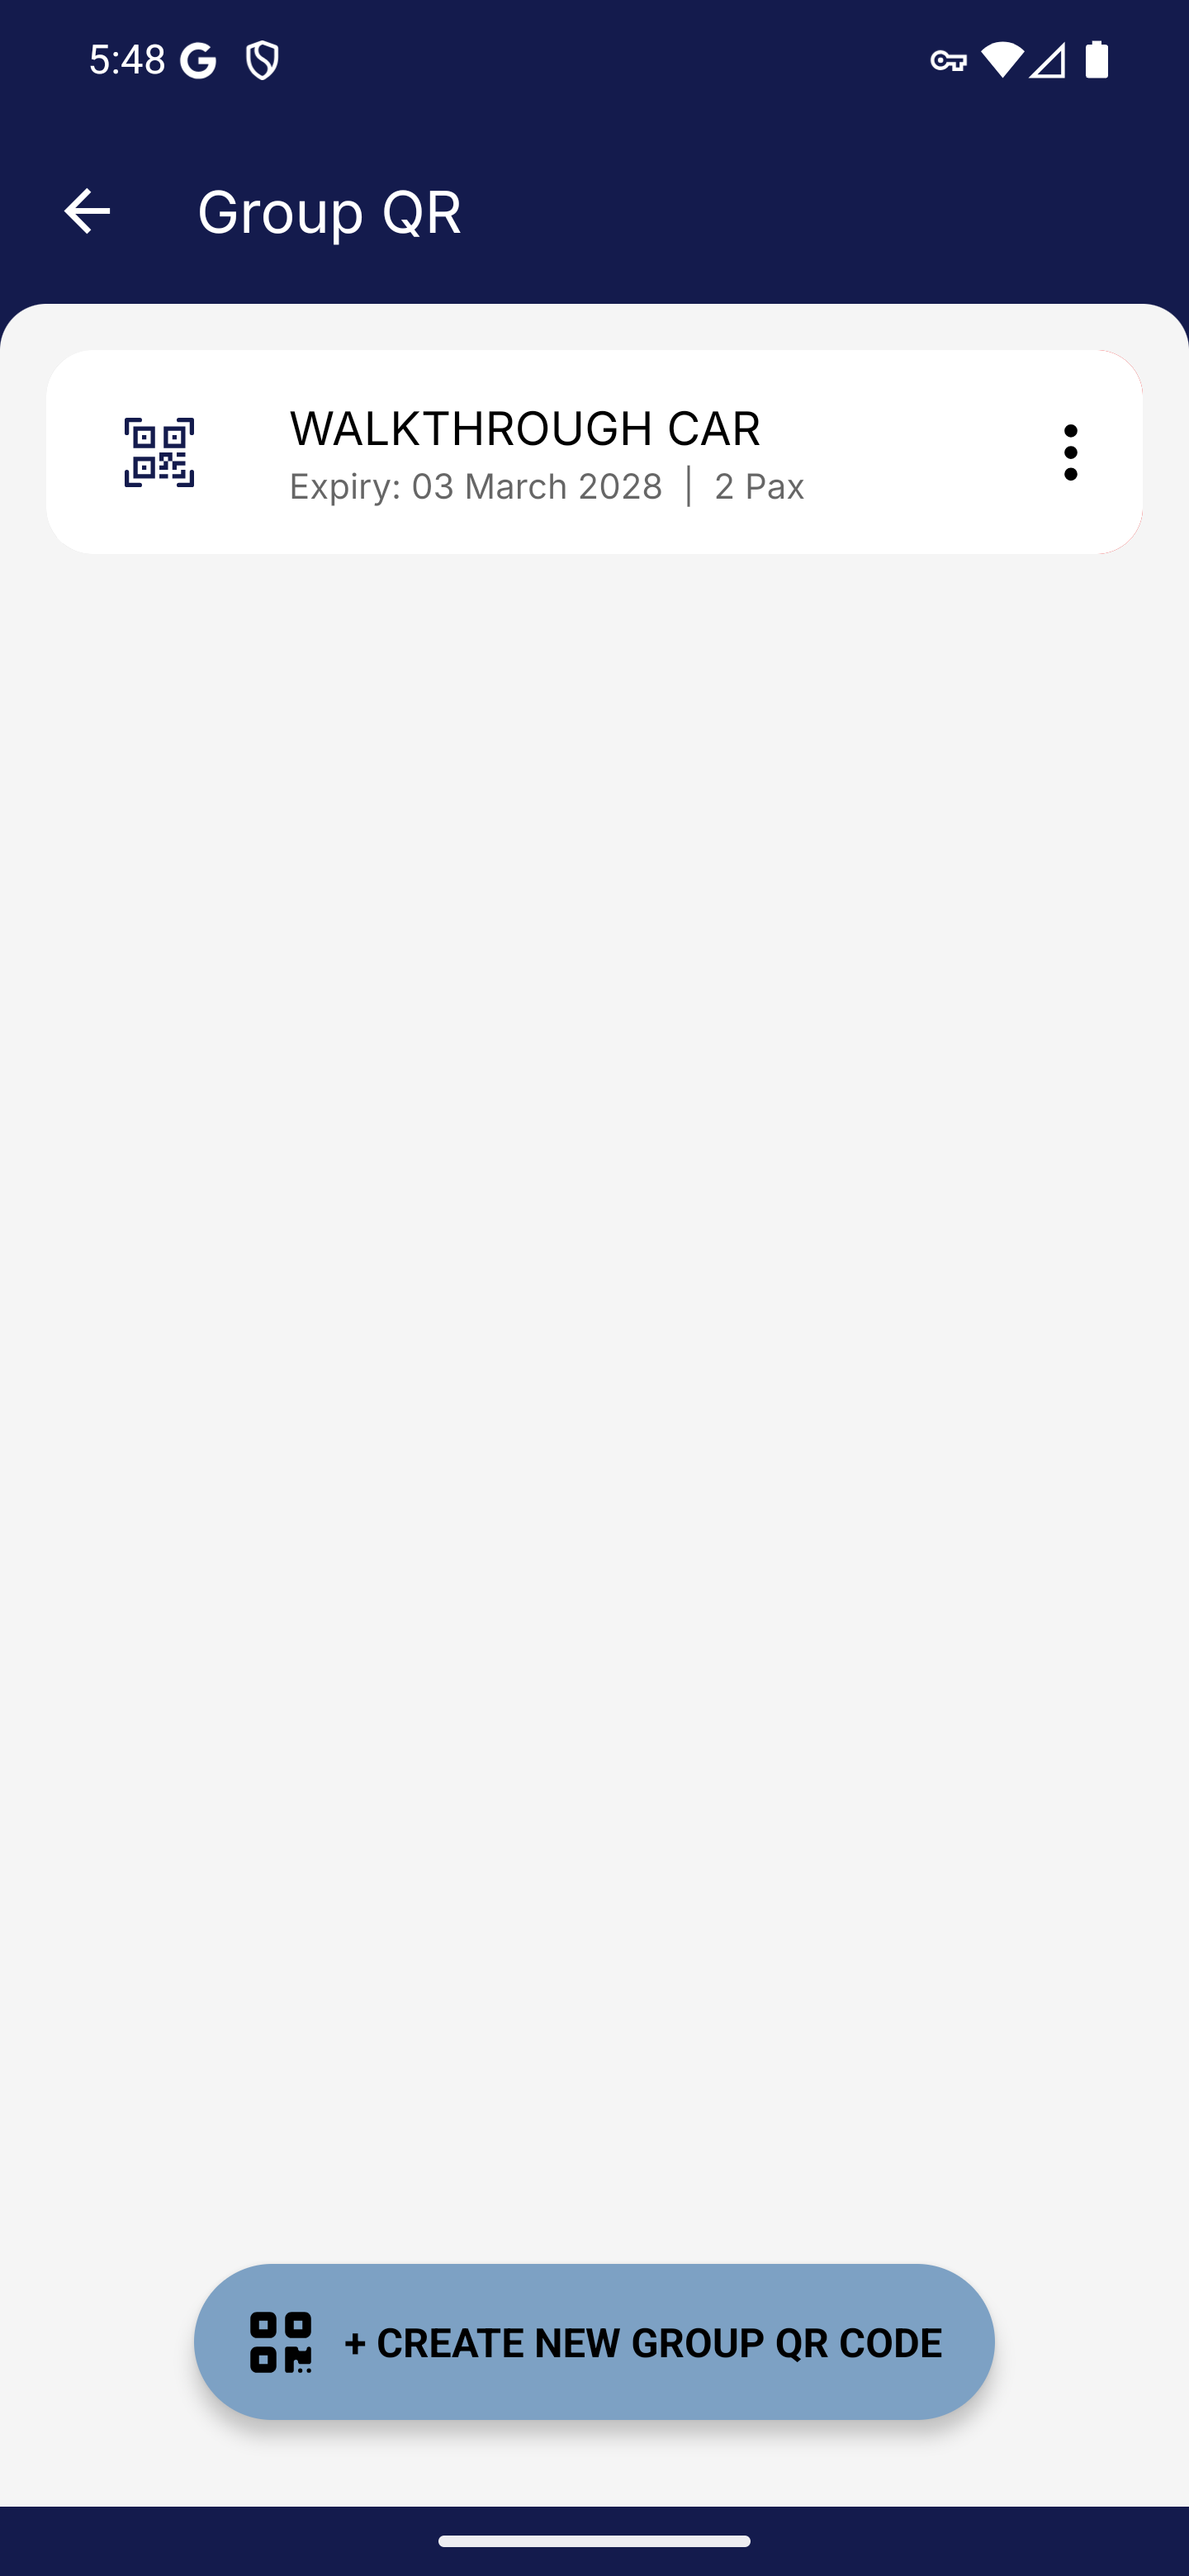 5:48
Group QR
WALKTHROUGH CAR
Expiry: 03 March 2028 | 2 Pax
+ CREATE NEW GROUP QR CODE